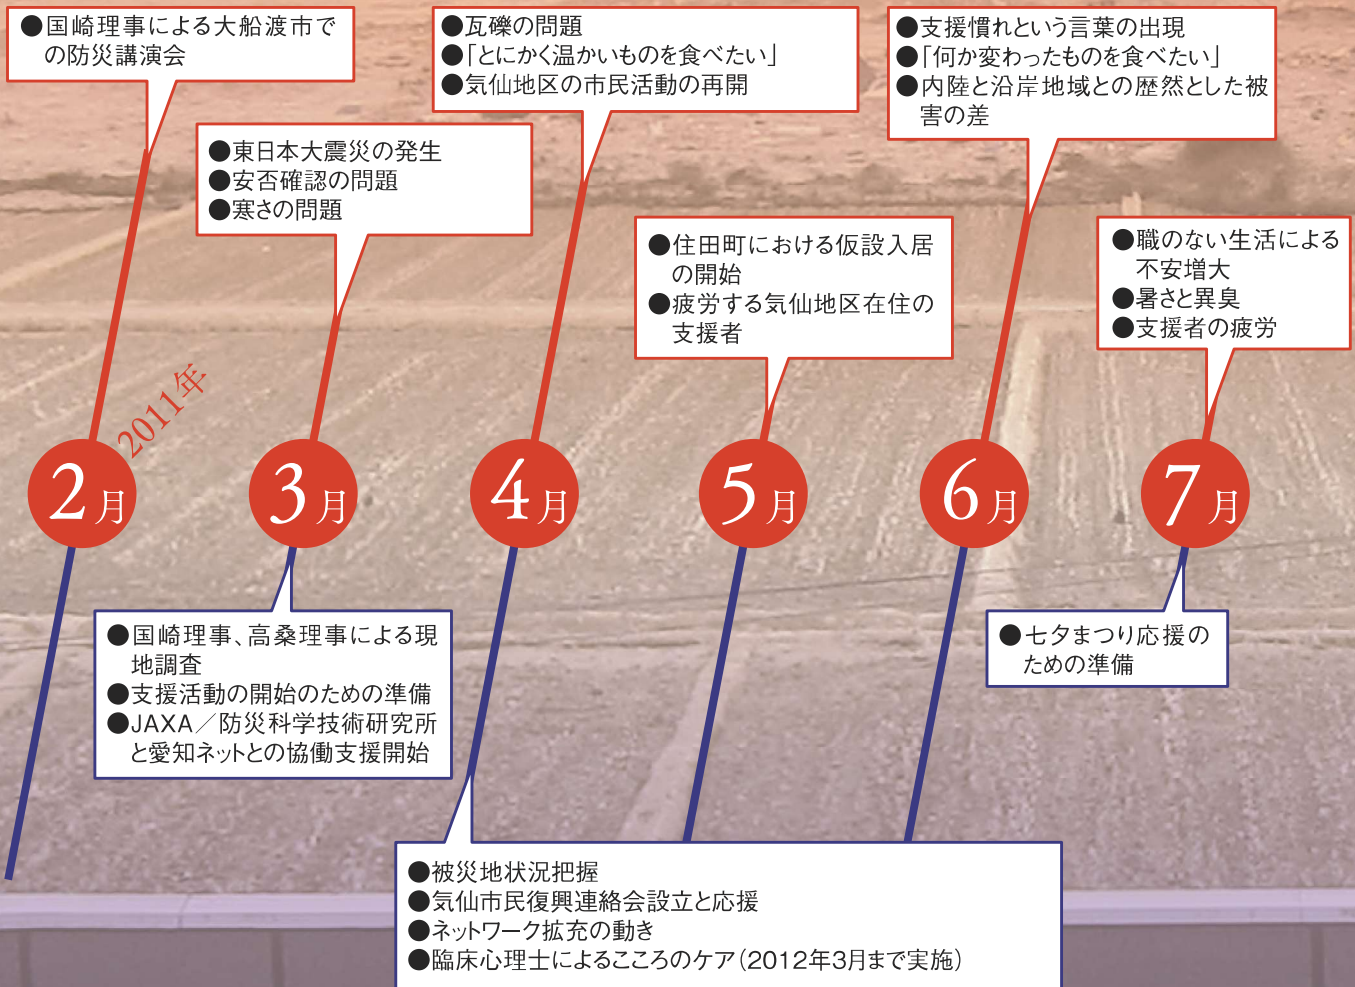 ●国崎理事による大船渡市で
の防災講演会
●東日本大震災の発生
●安否確認の問題
●寒さの問題
●瓦礫の問題
●「とにかく温かいものを食べたい」
●気仙地区の市民活動の再開
●住田町における仮設入居
の開始
●疲労する気仙地区在住の
支援者
●支援慣れという言葉の出現
●「何か変わったものを食べたい」
●内陸と沿岸地域との歴然とした被
害の差
●職のない生活による
不安増大
●暑さと異臭
●支援者の疲労
2011年
2月
3月
4月
5月
6月
7月
●国崎理事、高桑理事による現
地調査
●支援活動の開始のための準備
●JAXA／防災科学技術研究所
と愛知ネットとの協働支援開始
●被災地状況把握
●気仙市民復興連絡会設立と応援
●ネットワーク拡充の動き
●臨床心理士によるこころのケア（2012年3月まで実施）
●七夕まつり応援の
ための準備